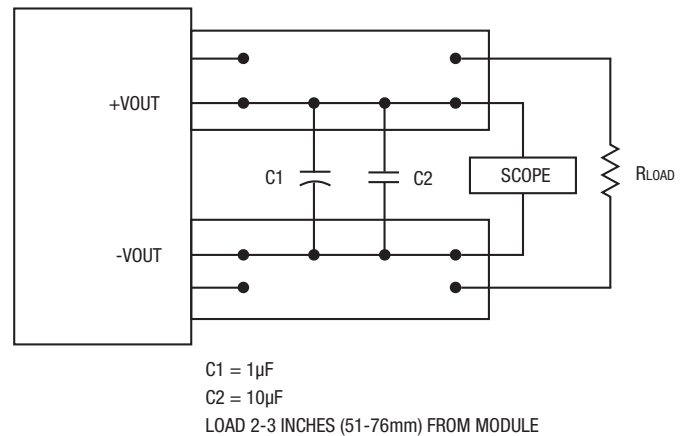 +VOUT
C1
C2
SCOPE
RLOAD
-VOUT
C1 = 1µF
C2 = 10µF
LOAD 2-3 INCHES (51-76mm) FROM MODULE